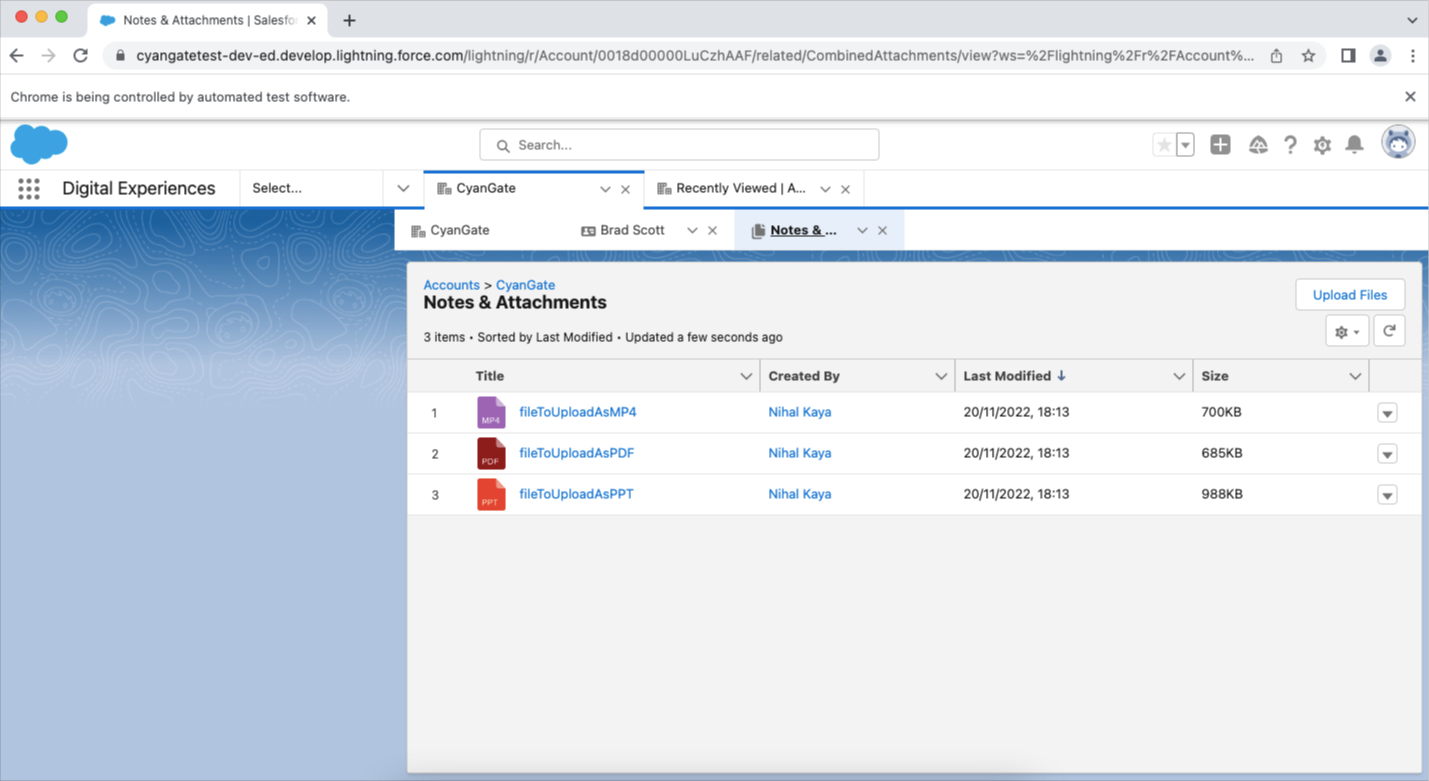 Notes & Attachments | Salesfo
cyangatetest-dev-ed.develop.lightning.force.com/lightning/r/Account/0018d00000LuCzhAAF/related/CombinedAttachments/view?ws=%2Flightning%2Fr%2FAccount%...
Chrome is being controlled by automated test software.
Search...
Digital Experiences
Select...
CyanGate
Recently Viewed | A...
CyanGate
Brad Scott
Notes & ...
Accounts > CyanGate
Notes & Attachments
Upload Files
3 items • Sorted by Last Modified • Updated a few seconds ago
Title Created By Last Modified Size
1 MP4 fileToUploadAsMP4 Nihal Kaya 20/11/2022, 18:13 700KB
2 PDF fileToUploadAsPDF Nihal Kaya 20/11/2022, 18:13 685KB
3 PPT fileToUploadAsPPT Nihal Kaya 20/11/2022, 18:13 988KB